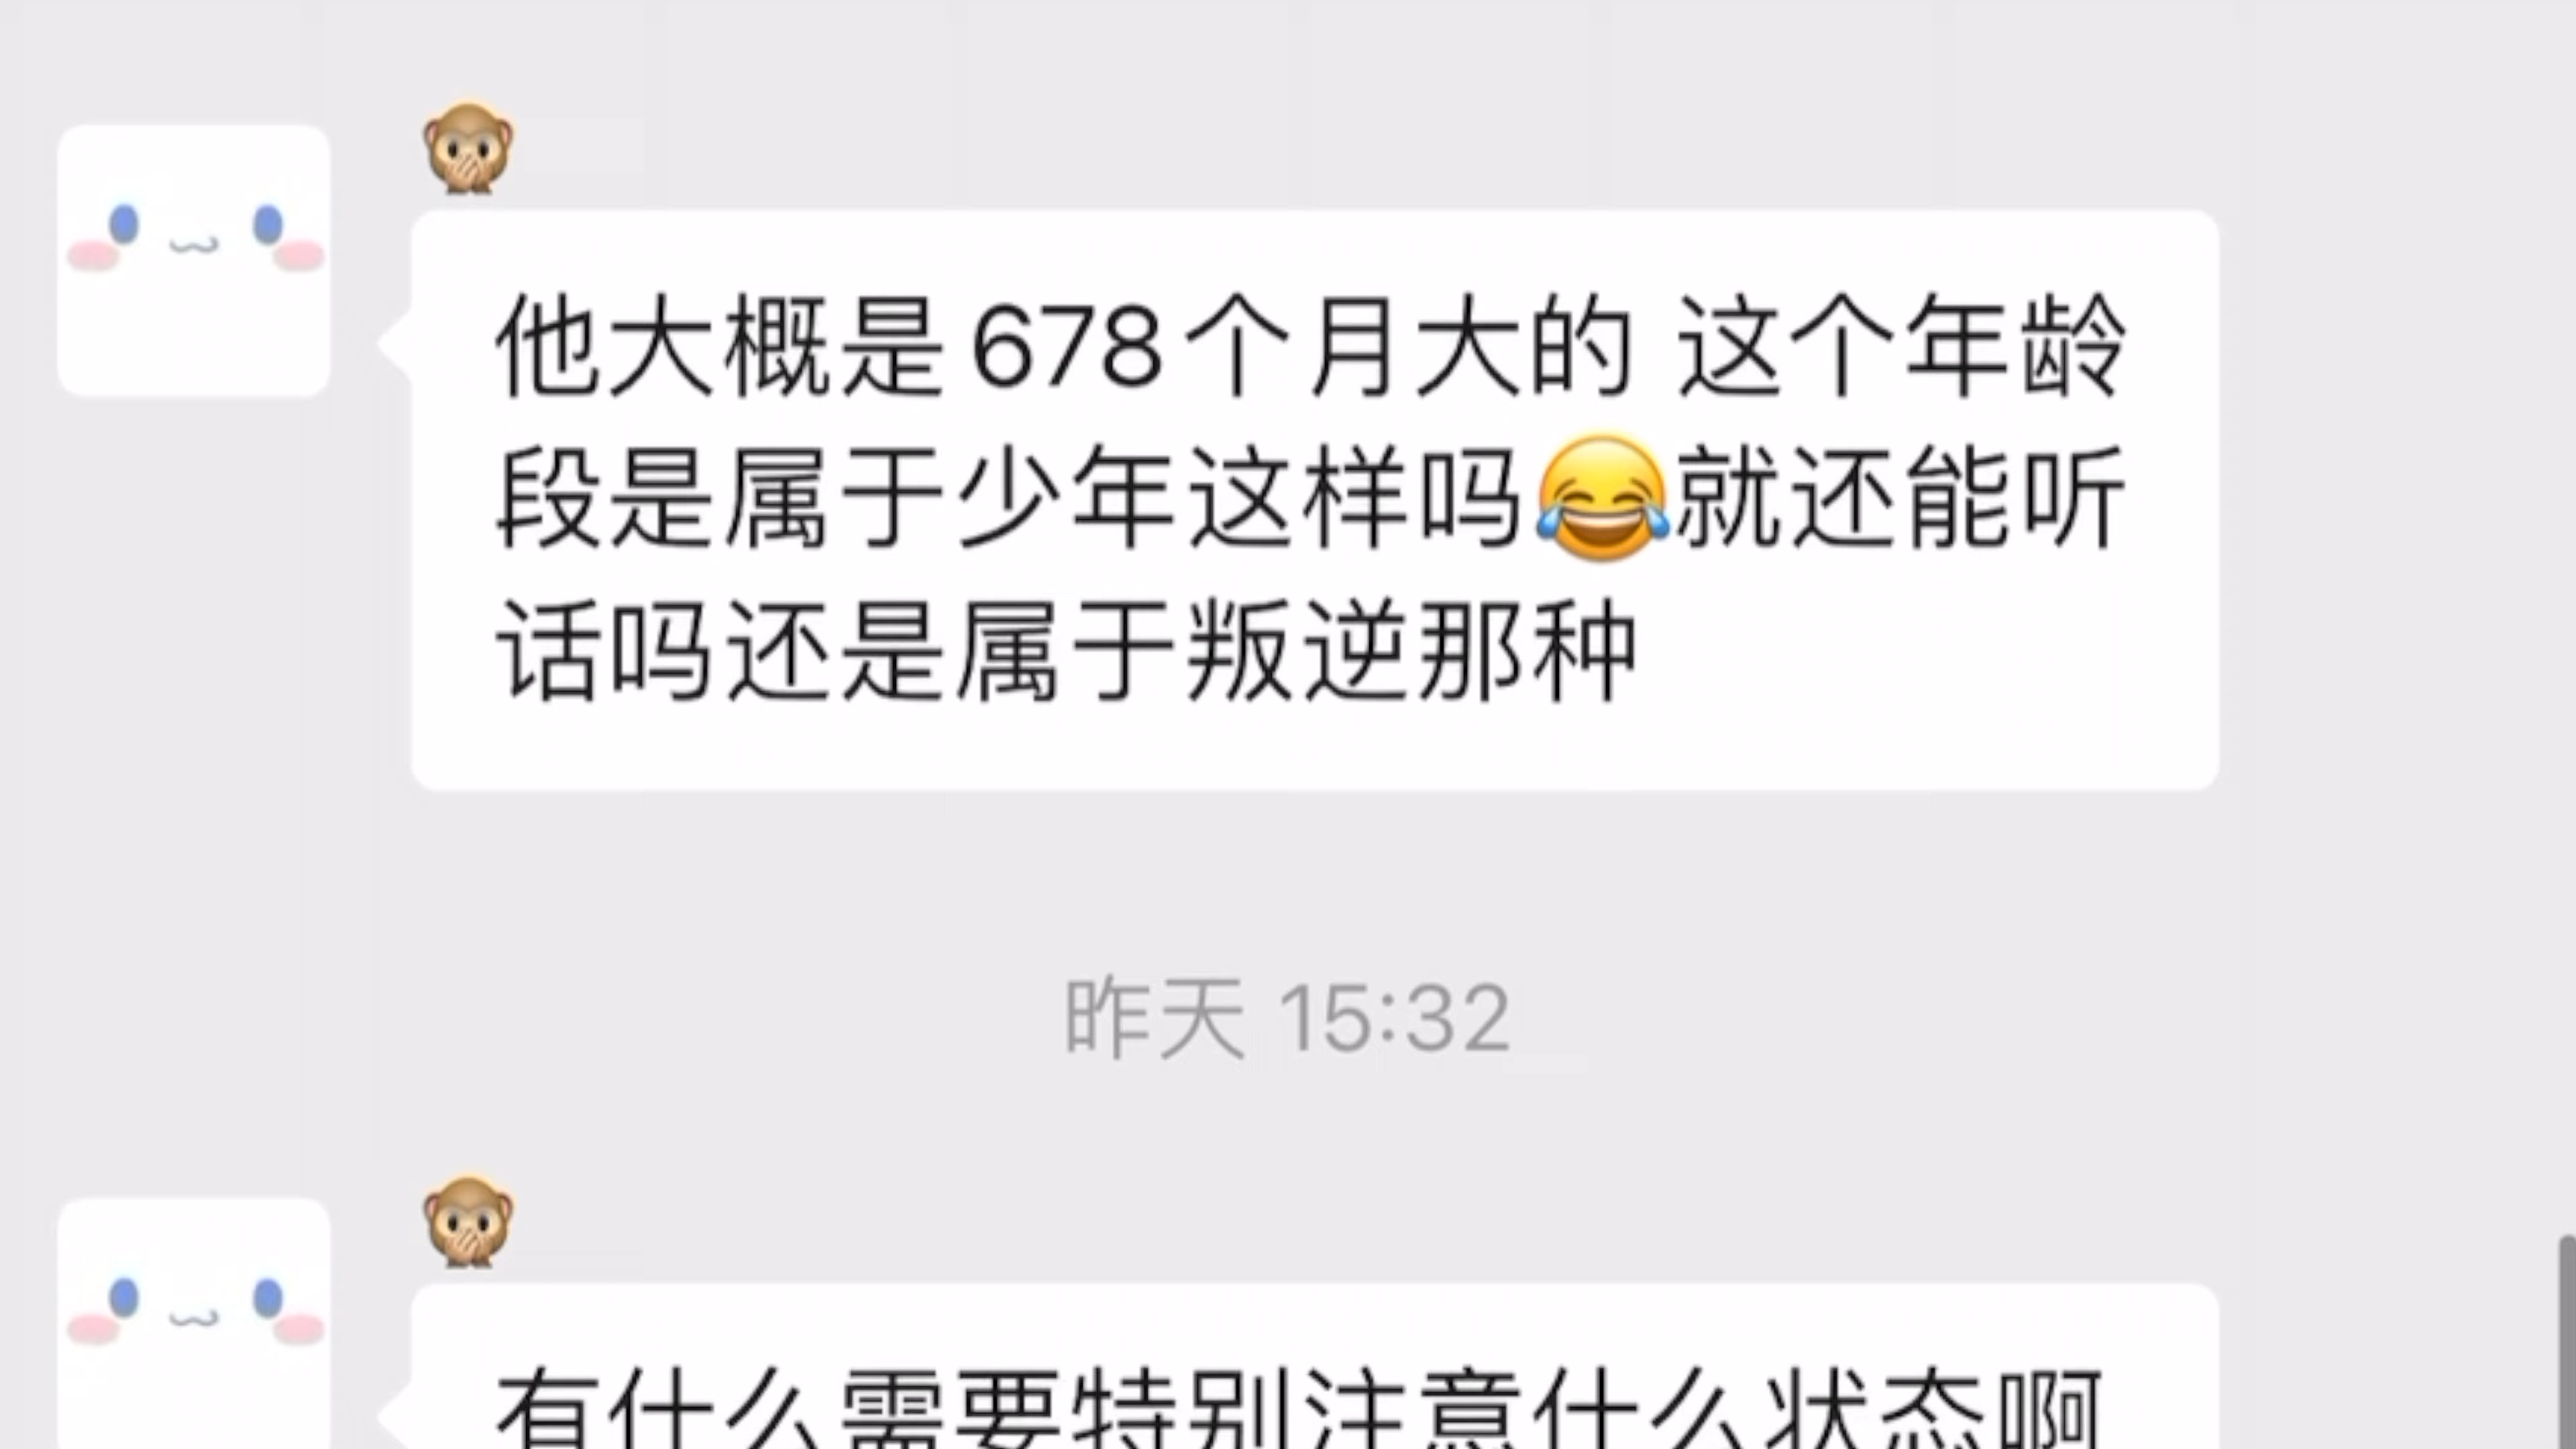 他大概是678个月大的 这个年龄
段是属于少年这样吗😂就还能听
话吗还是属于叛逆那种
昨天 15:32
有什么需要特别注意什么状态啊